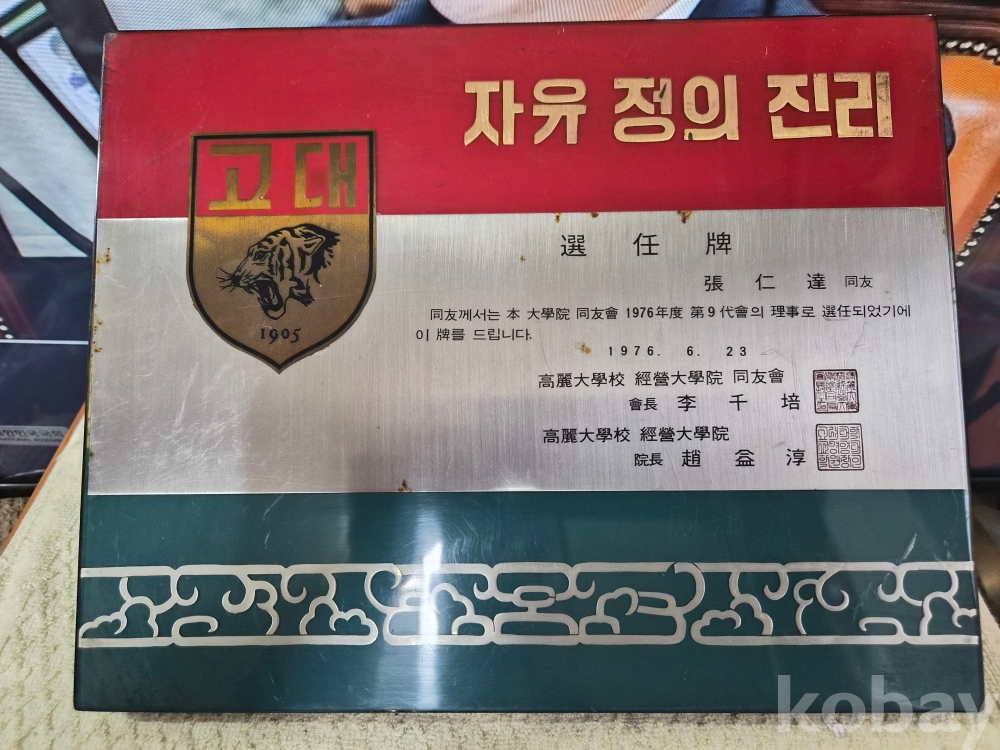 자유 정의 진리
고대
1905
選任牌
張仁達 同友
同友께서는 本 大學院 同友會 1976年度 第9代會의 理事로 選任되었기에
이 牌를 드립니다.
1976. 6. 23
高麗大學校 經營大學院 同友會
會長 李千培
高麗大學校 經營大學院
院長 趙益淳
kobay